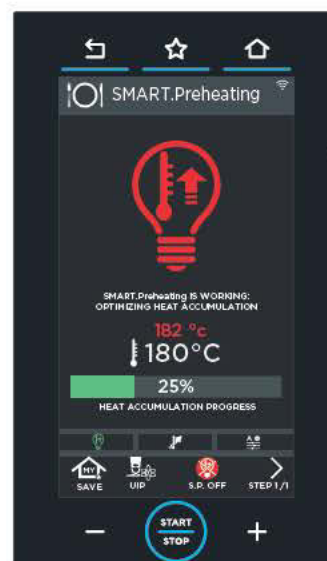 SMART.Preheating
SMART.Preheating IS WORKING:
OPTIMIZING HEAT ACCUMULATION
182 °c
180°C
25%
HEAT ACCUMULATION PROGRESS
MY
SAVE
UIP
S.P. OFF
STEP 1/1
START
STOP